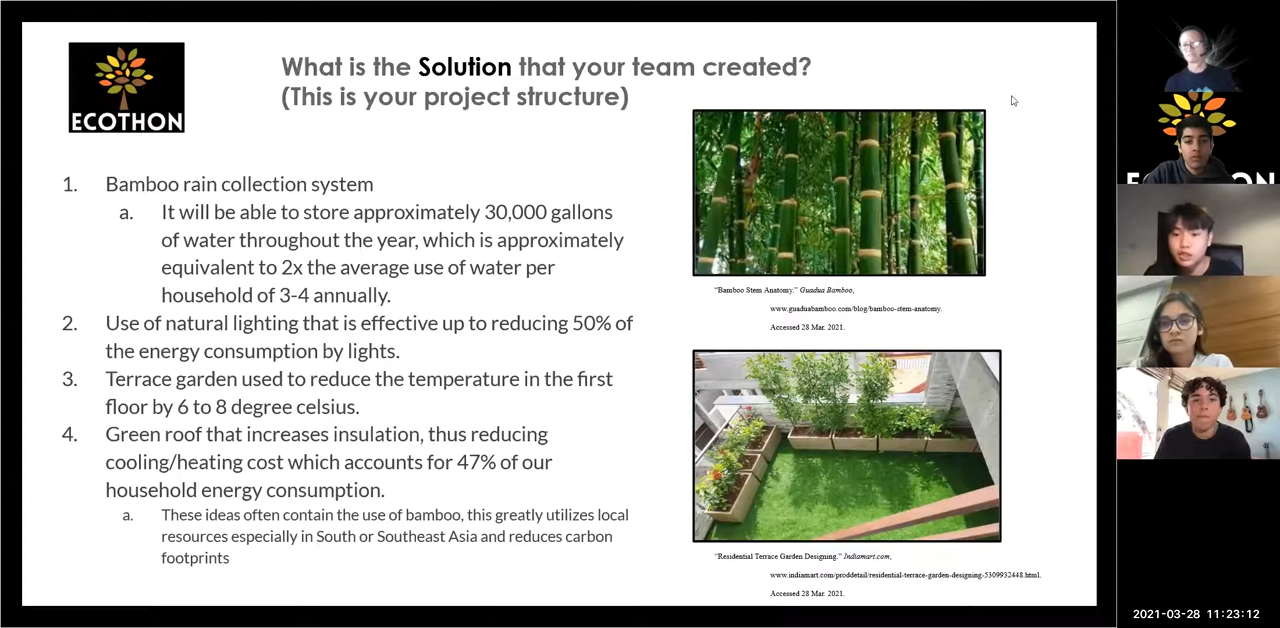 ECOTHON
What is the Solution that your team created?
(This is your project structure)
1. Bamboo rain collection system
a. It will be able to store approximately 30,000 gallons
of water throughout the year, which is approximately
equivalent to 2x the average use of water per
household of 3-4 annually.
2. Use of natural lighting that is effective up to reducing 50% of
the energy consumption by lights.
3. Terrace garden used to reduce the temperature in the first
floor by 6 to 8 degree celsius.
4. Green roof that increases insulation, thus reducing
cooling/heating cost which accounts for 47% of our
household energy consumption.
a. These ideas often contain the use of bamboo, this greatly utilizes local
resources especially in South or Southeast Asia and reduces carbon
footprints
"Bamboo Stem Anatomy." Guadua Bamboo,
www.guaduabamboo.com/blog/bamboo-stem-anatomy.
Accessed 28 Mar. 2021.
"Residential Terrace Garden Designing." Indiamart.com,
www.indiamart.com/proddetail/residential-terrace-garden-designing-5309932448.html.
Accessed 28 Mar. 2021.
2021-03-28 11:23:12